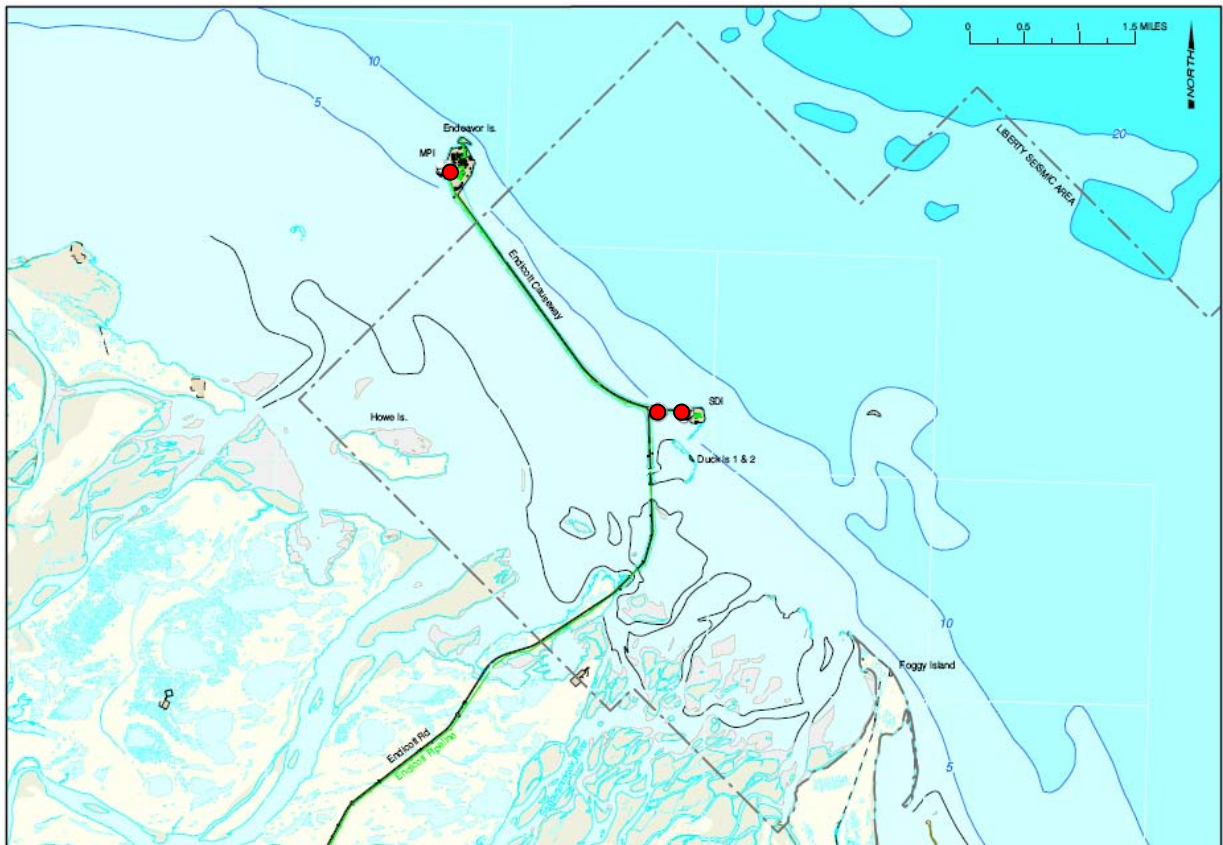 0 0.5 1 1.5 MILES
NORTH
10
5
Endeavor Is.
MPI
20
LIBERTY SEISMIC AREA
Endicott Causeway
SDI
Howe Is.
Duck Is 1 & 2
10
Foggy Island
Endicott Rd
Endicott Pipeline
5